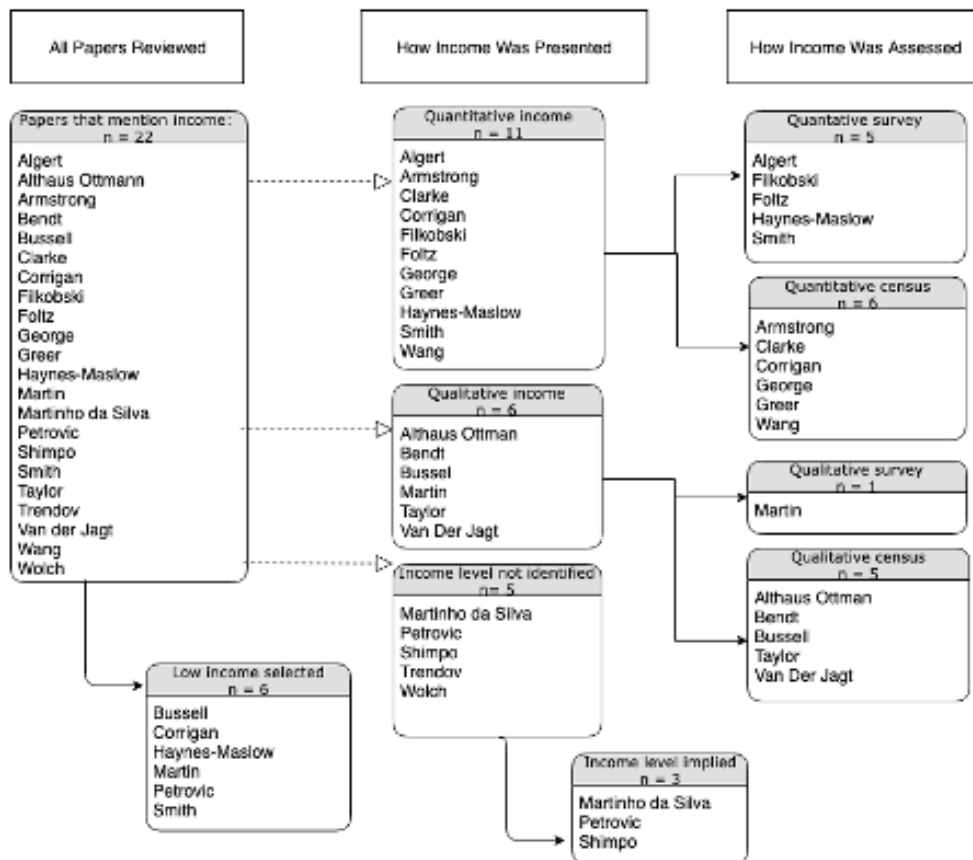 All Papers Reviewed
How Income Was Presented
How Income Was Assessed
Papers that mention income:
n = 22
Algert
Althaus Ottmann
Armstrong
Bendt
Bussell
Clarke
Corrigan
Filkobski
Foltz
George
Greer
Haynes-Maslow
Martin
Martinho da Silva
Petrovic
Shimpo
Smith
Taylor
Trendov
Van der Jagt
Wang
Wolch
Low income selected
n = 6
Bussell
Corrigan
Haynes-Maslow
Martin
Petrovic
Smith
Quantitative income
n = 11
Algert
Armstrong
Clarke
Corrigan
Filkobski
Foltz
George
Greer
Haynes-Maslow
Smith
Wang
Qualitative income
n = 6
Althaus Ottman
Bendt
Bussel
Martin
Taylor
Van Der Jagt
Income level not identified
n= 5
Martinho da Silva
Petrovic
Shimpo
Trendov
Wolch
Income level implied
n = 3
Martinho da Silva
Petrovic
Shimpo
Quantative survey
n = 5
Algert
Filkobski
Foltz
Haynes-Maslow
Smith
Quantitative census
n = 6
Armstrong
Clarke
Corrigan
George
Greer
Wang
Qualitative survey
n = 1
Martin
Qualitative census
n = 5
Althaus Ottman
Bendt
Bussell
Taylor
Van Der Jagt